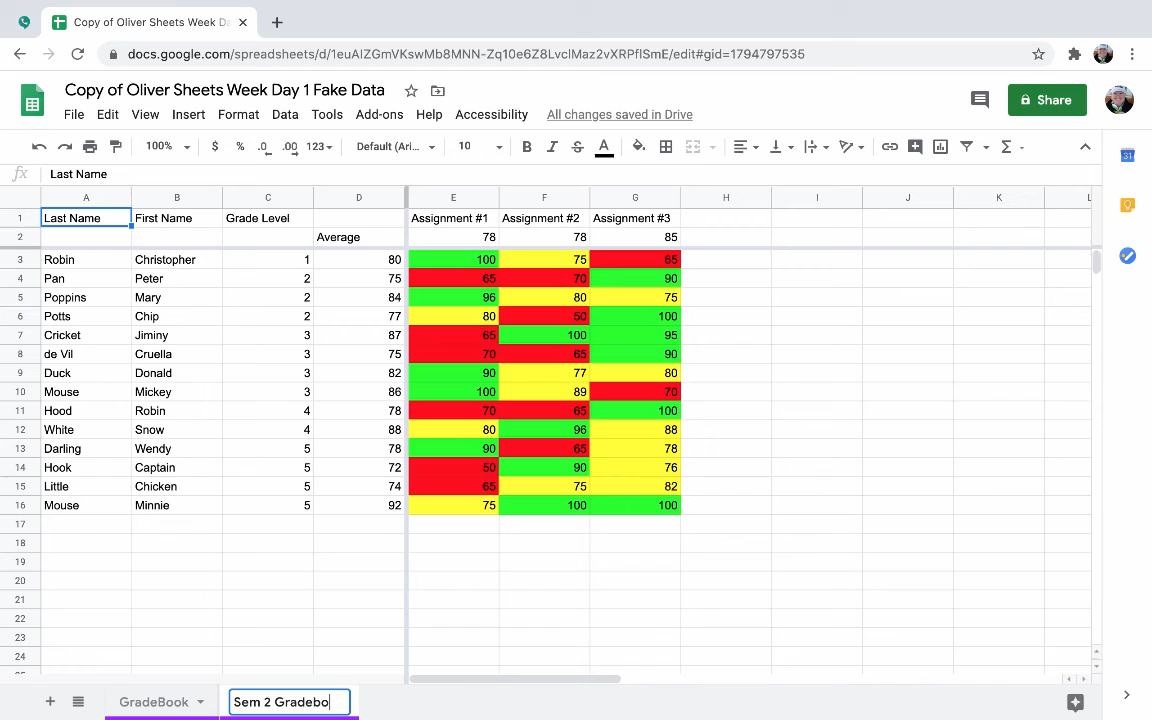 Copy of Oliver Sheets Week Da
docs.google.com/spreadsheets/d/1euAIZGmVKswMb8MNN-Zq10e6Z8LvclMaz2vXRPflSmE/edit#gid=1794797535
Copy of Oliver Sheets Week Day 1 Fake Data
Share
File Edit View Insert Format Data Tools Add-ons Help Accessibility All changes saved in Drive
100% $ % .0 .00 123 Default (Ari... 10 B I S A Σ
fx Last Name
A B C D E F G H I J K L
1 Last Name First Name Grade Level Assignment #1 Assignment #2 Assignment #3
2 Average 78 78 85
3 Robin Christopher 1 80 100 75 65
4 Pan Peter 2 75 65 70 90
5 Poppins Mary 2 84 96 80 75
6 Potts Chip 2 77 80 50 100
7 Cricket Jiminy 3 87 65 100 95
8 de Vil Cruella 3 75 70 65 90
9 Duck Donald 3 82 90 77 80
10 Mouse Mickey 3 86 100 89 70
11 Hood Robin 4 78 70 65 100
12 White Snow 4 88 80 96 88
13 Darling Wendy 5 78 90 65 78
14 Hook Captain 5 72 50 90 76
15 Little Chicken 5 74 65 75 82
16 Mouse Minnie 5 92 75 100 100
17
18
19
20
21
22
23
24
GradeBook Sem 2 Gradebo
31